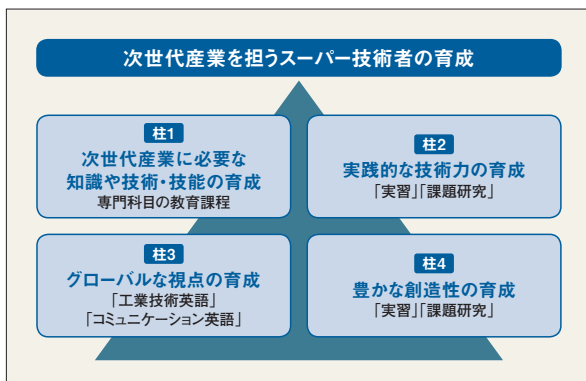 次世代産業を担うスーパー技術者の育成
柱1
次世代産業に必要な
知識や技術・技能の育成
専門科目の教育課程
柱2
実践的な技術力の育成
「実習」「課題研究」
柱3
グローバルな視点の育成
「工業技術英語」
「コミュニケーション英語」
柱4
豊かな創造性の育成
「実習」「課題研究」